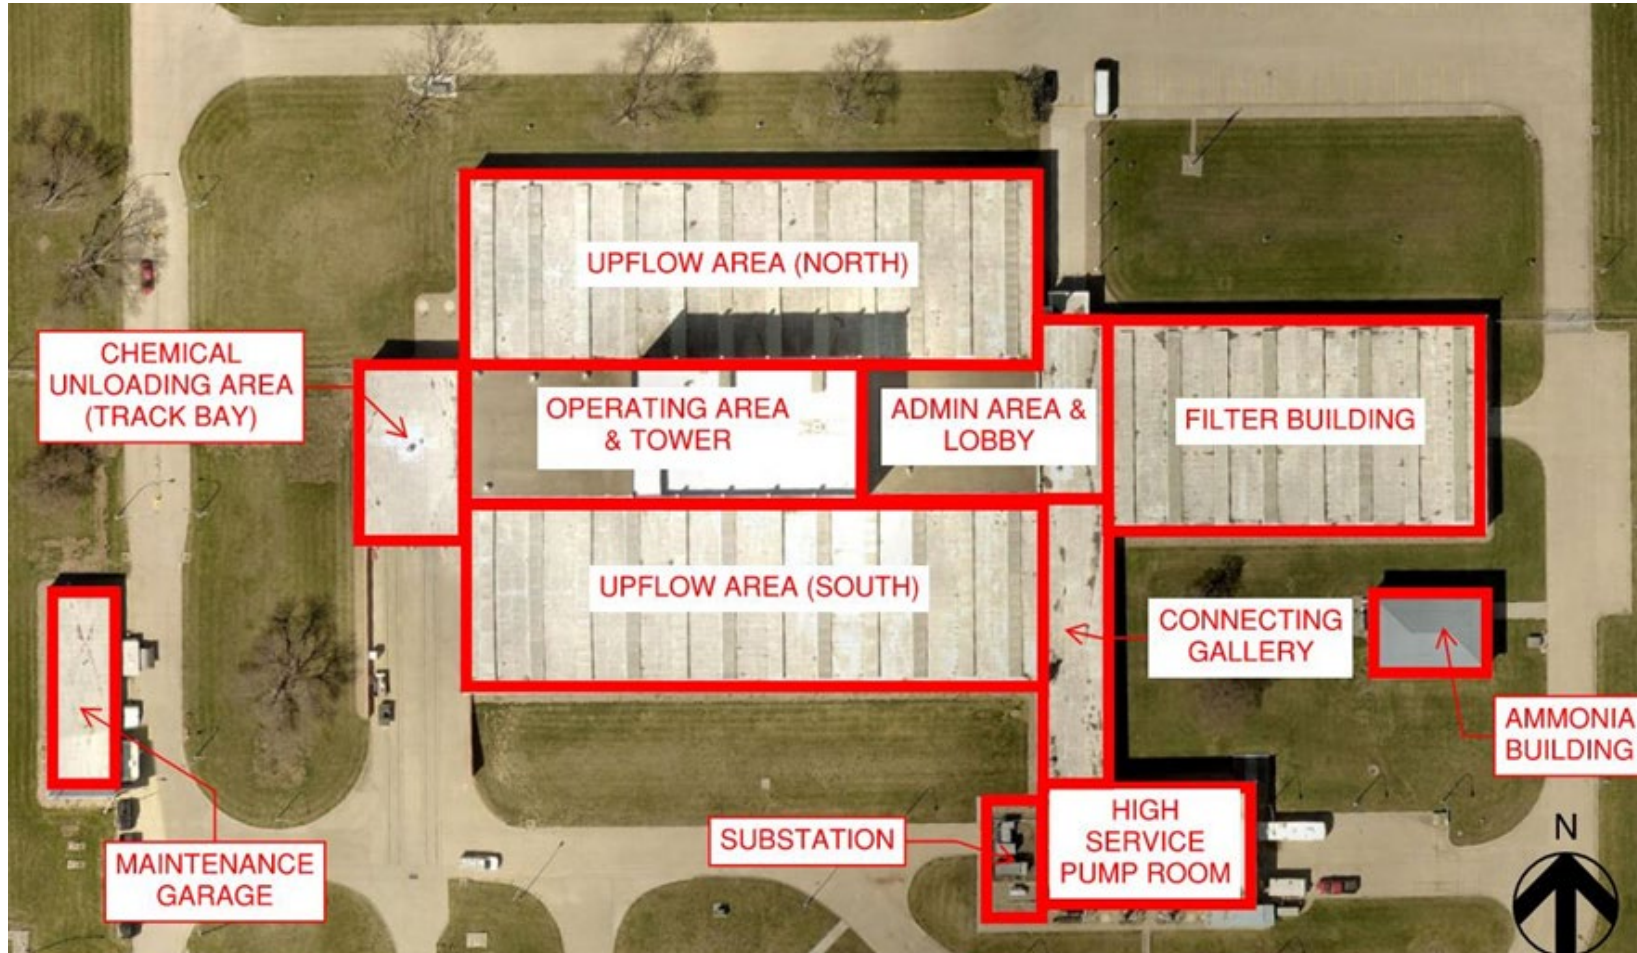 UPFLOW AREA (NORTH)
CHEMICAL
UNLOADING AREA
(TRACK BAY)
OPERATING AREA
& TOWER
ADMIN AREA &
LOBBY
FILTER BUILDING
UPFLOW AREA (SOUTH)
CONNECTING
GALLERY
AMMONIA
BUILDING
HIGH
SERVICE
PUMP ROOM
SUBSTATION
MAINTENANCE
GARAGE
N